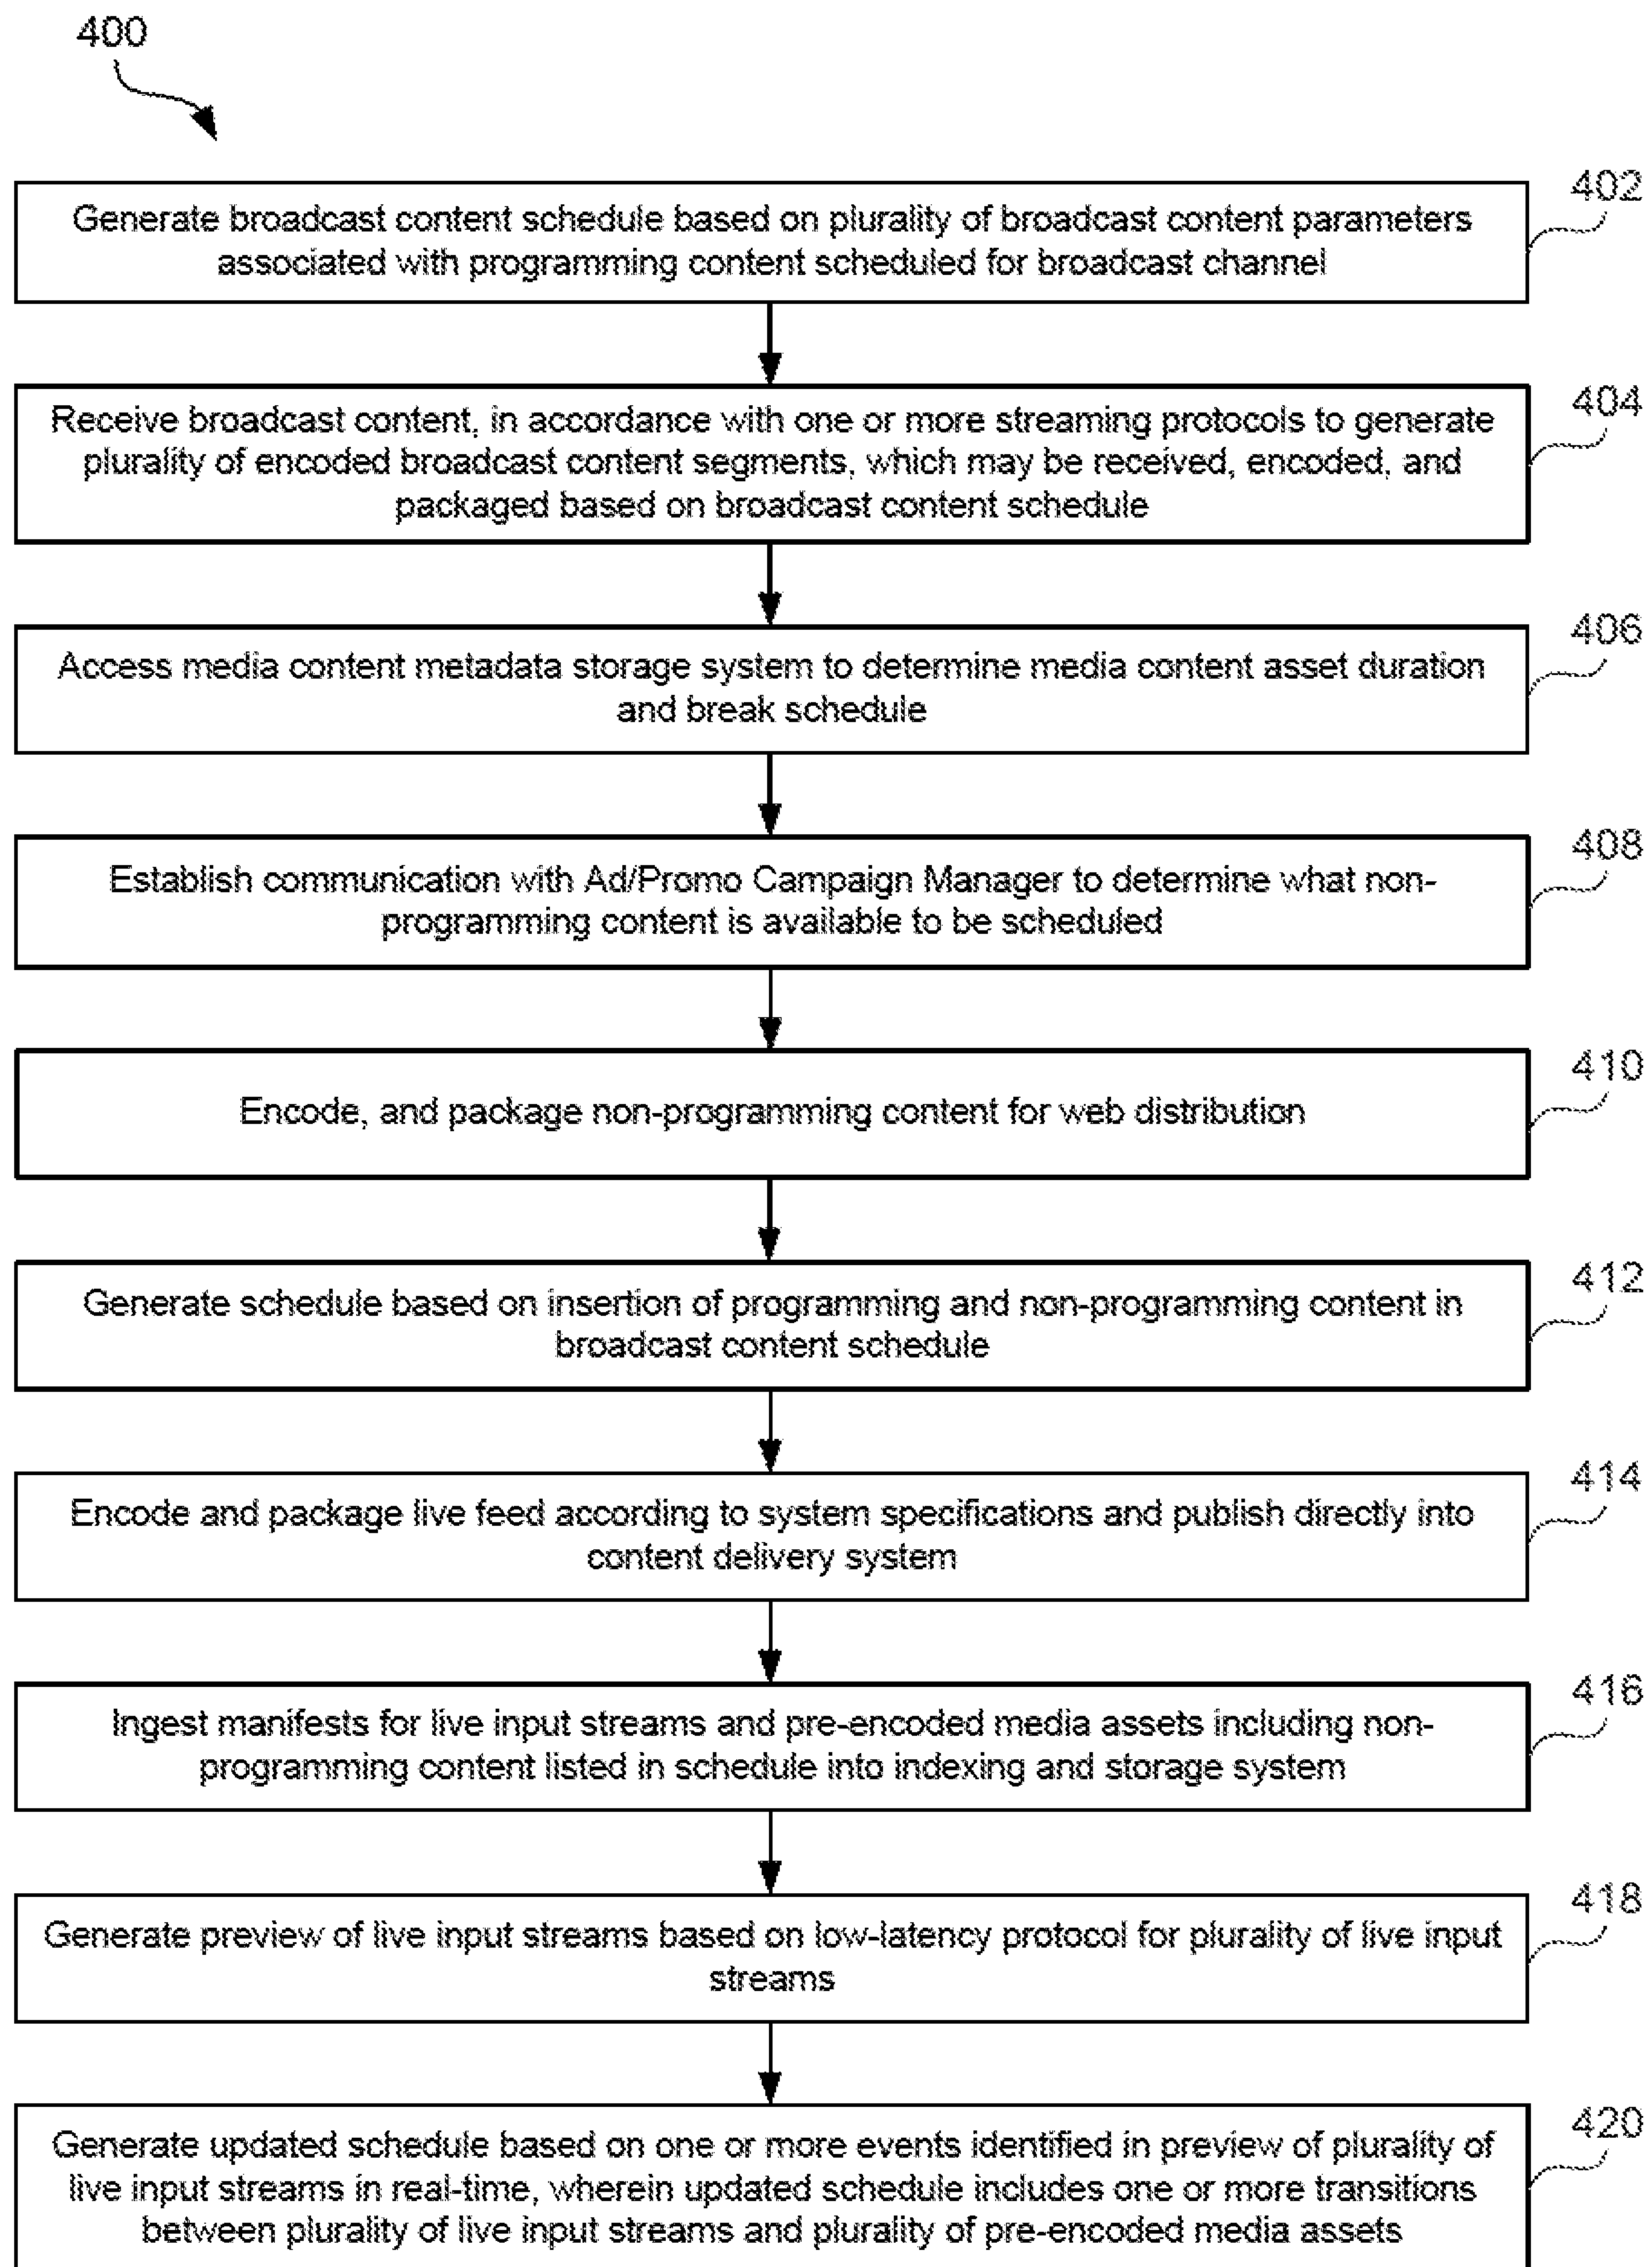 400
402
Generate broadcast content schedule based on plurality of broadcast content parameters
associated with programming content scheduled for broadcast channel
404
Receive broadcast content, in accordance with one or more streaming protocols to generate
plurality of encoded broadcast content segments, which may be received, encoded, and
packaged based on broadcast content schedule
406
Access media content metadata storage system to determine media content asset duration
and break schedule
408
Establish communication with Ad/Promo Campaign Manager to determine what non-
programming content is available to be scheduled
410
Encode, and package non-programming content for web distribution
412
Generate schedule based on insertion of programming and non-programming content in
broadcast content schedule
414
Encode and package live feed according to system specifications and publish directly into
content delivery system
416
Ingest manifests for live input streams and pre-encoded media assets including non-
programming content listed in schedule into indexing and storage system
418
Generate preview of live input streams based on low-latency protocol for plurality of live input
streams
420
Generate updated schedule based on one or more events identified in preview of plurality of
live input streams in real-time, wherein updated schedule includes one or more transitions
between plurality of live input streams and plurality of pre-encoded media assets